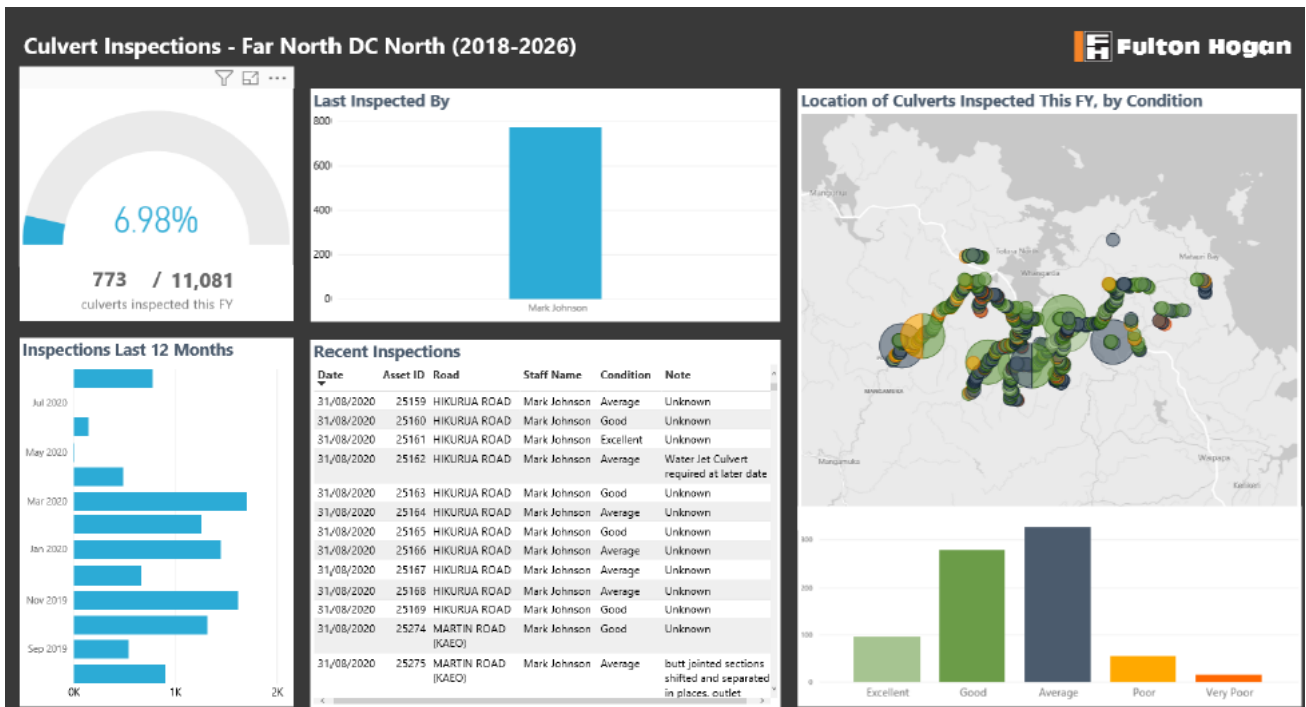 Culvert Inspections - Far North DC North (2018-2026)
Fulton Hogan
6.98%
773 / 11,081
culverts inspected this FY
Last Inspected By
800
600
400
200
0
Mark Johnson
Location of Culverts Inspected This FY, by Condition
Whangaroa
MANGAMUKA
Mangamuka
Waipapa
Kerikeri
300
200
100
0
Excellent Good Average Poor Very Poor
Inspections Last 12 Months
Jul 2020
May 2020
Mar 2020
Jan 2020
Nov 2019
Sep 2019
0K 1K 2K
Recent Inspections
Date Asset ID Road Staff Name Condition Note
31/08/2020 25159 HIKURUA ROAD Mark Johnson Average Unknown
31/08/2020 25160 HIKURUA ROAD Mark Johnson Good Unknown
31/08/2020 25161 HIKURUA ROAD Mark Johnson Excellent Unknown
31/08/2020 25162 HIKURUA ROAD Mark Johnson Average Water Jet Culvert
required at later date
31/08/2020 25163 HIKURUA ROAD Mark Johnson Good Unknown
31/08/2020 25164 HIKURUA ROAD Mark Johnson Average Unknown
31/08/2020 25165 HIKURUA ROAD Mark Johnson Good Unknown
31/08/2020 25166 HIKURUA ROAD Mark Johnson Average Unknown
31/08/2020 25167 HIKURUA ROAD Mark Johnson Average Unknown
31/08/2020 25168 HIKURUA ROAD Mark Johnson Average Unknown
31/08/2020 25169 HIKURUA ROAD Mark Johnson Good Unknown
31/08/2020 25274 MARTIN ROAD Mark Johnson Good Unknown
(KAEO)
31/08/2020 25275 MARTIN ROAD Mark Johnson Average butt jointed sections
(KAEO) shifted and separated
in places. outlet